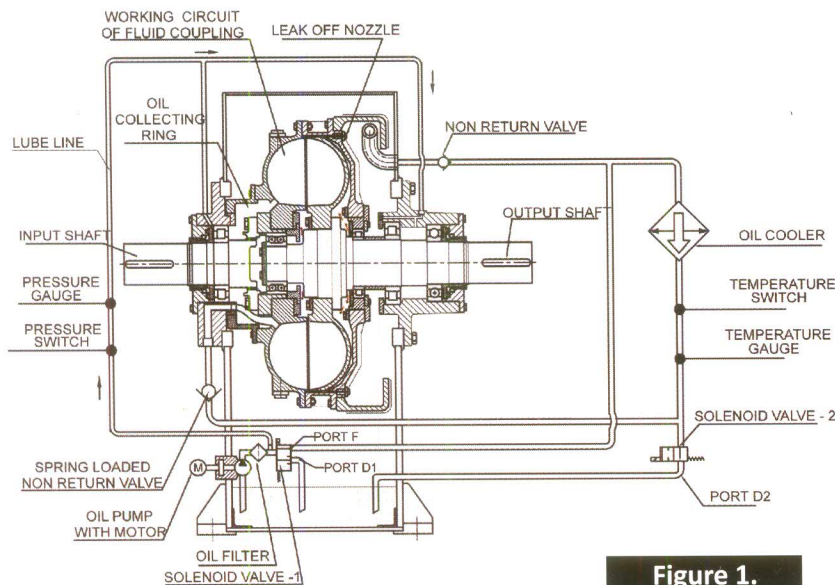 WORKING CIRCUIT
OF FLUID COUPLING
LEAK OFF NOZZLE
OIL
COLLECTING
RING
NON RETURN VALVE
LUBE LINE
INPUT SHAFT
OUTPUT SHAFT
OIL COOLER
PRESSURE
GAUGE
TEMPERATURE
SWITCH
PRESSURE
SWITCH
TEMPERATURE
GAUGE
SOLENOID VALVE - 2
PORT F
PORT D1
SPRING LOADED
NON RETURN VALVE
M
PORT D2
OIL PUMP
WITH MOTOR
OIL FILTER
SOLENOID VALVE -1
Figure 1.